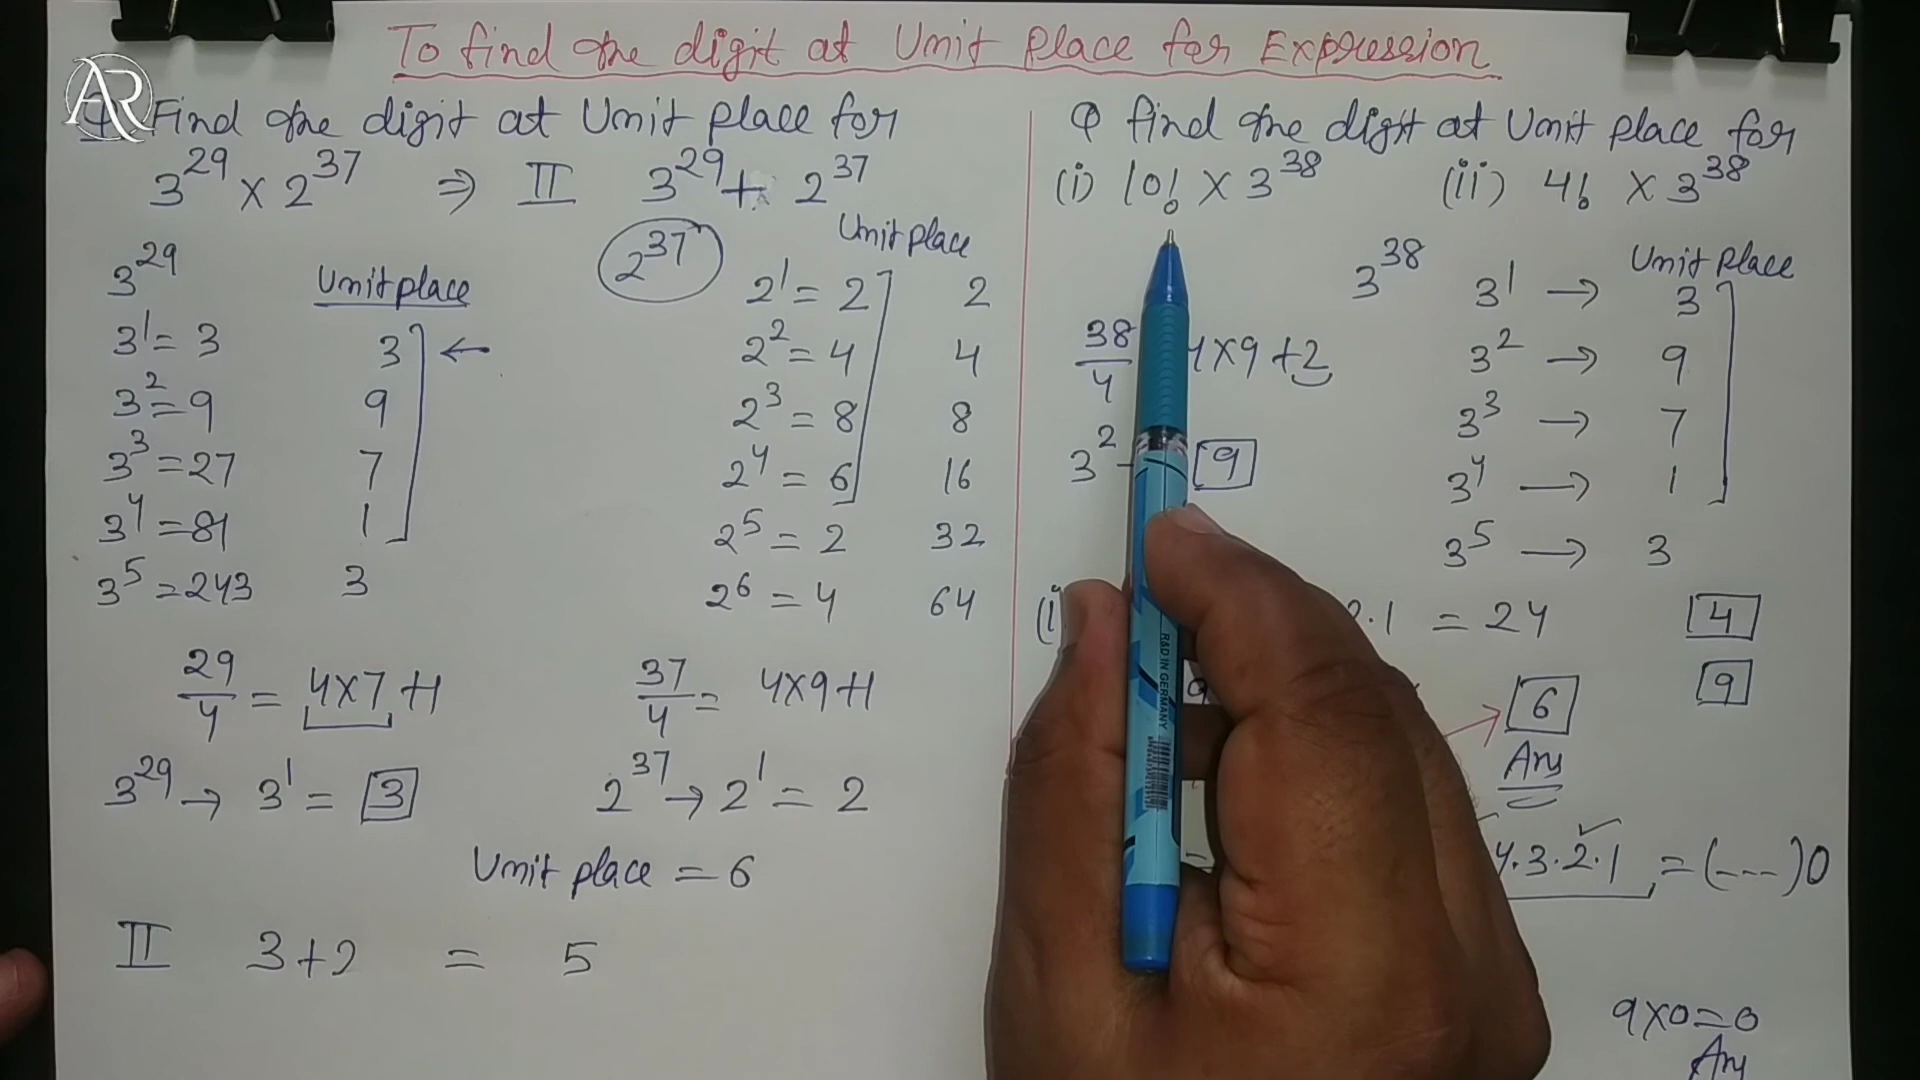 To find the digit at Unit Place for Expression
AR
Q Find the digit at Unit place for
3^29 × 2^37 ⇒ II 3^29 + 2^37
3^29
Unit place
3^1 = 3 3 ←
3^2 = 9 9
3^3 = 27 7
3^4 = 81 1
3^5 = 243 3
29/4 = 4×7+1
3^29 → 3^1 = 3
2^37
Unit place
2^1 = 2 2
2^2 = 4 4
2^3 = 8 8
2^4 = 6 16
2^5 = 2 32
2^6 = 4 64
37/4 = 4×9+1
2^37 → 2^1 = 2
Unit place = 6
II 3+2 = 5
Q find the digit at Unit place for
(i) 10! × 3^38 (ii) 4! × 3^38
3^38
Unit Place
3^1 → 3
3^2 → 9
3^3 → 7
3^4 → 1
3^5 → 3
38/4 4×9+2
3^2 9
2.1 = 24 4
9
6
Ans
4.3.2.1 = (---)0
9×0=0
Ans
R&D IN GERMANY